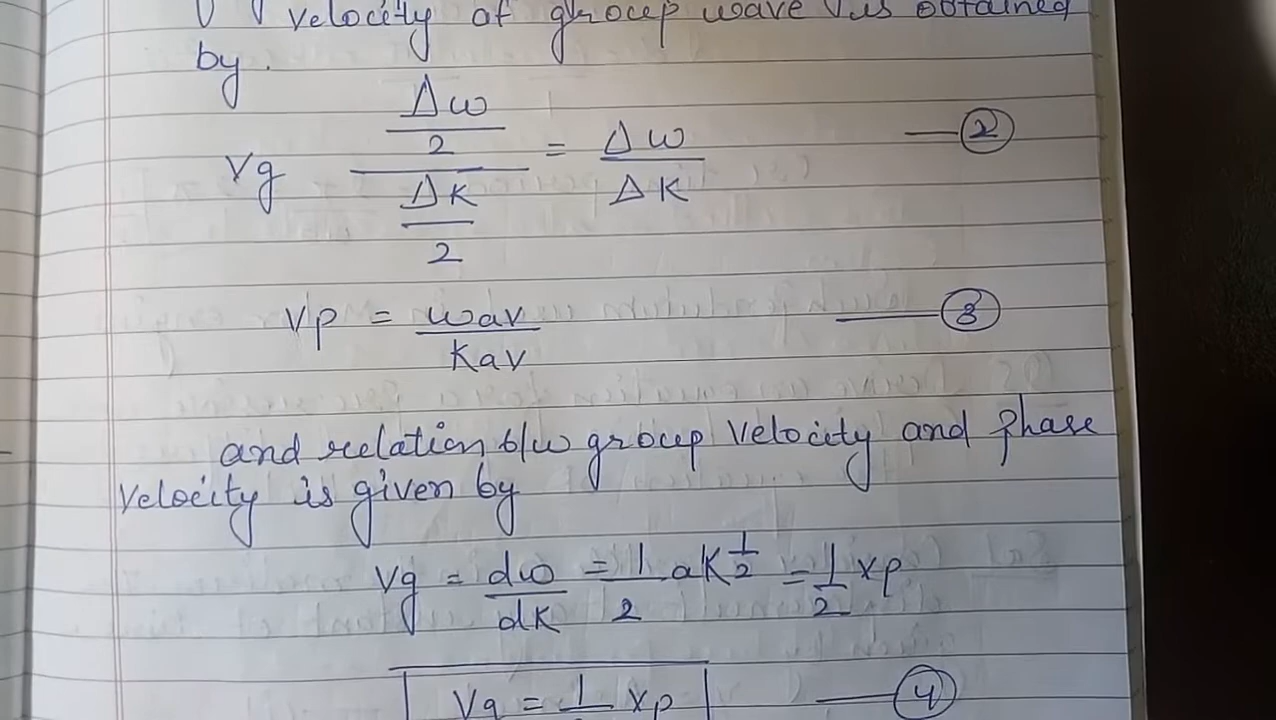 velocity of group wave is obtained
by.
Vg (Δω/2)/(ΔK/2) = Δω/ΔK —②
Vp = ωav/Kav —③
and relation b/w group velocity and phase
velocity is given by
Vg = dω/dK = 1/2 aK^1/2 = 1/2 Vp
Vg = 1/ Vp —④